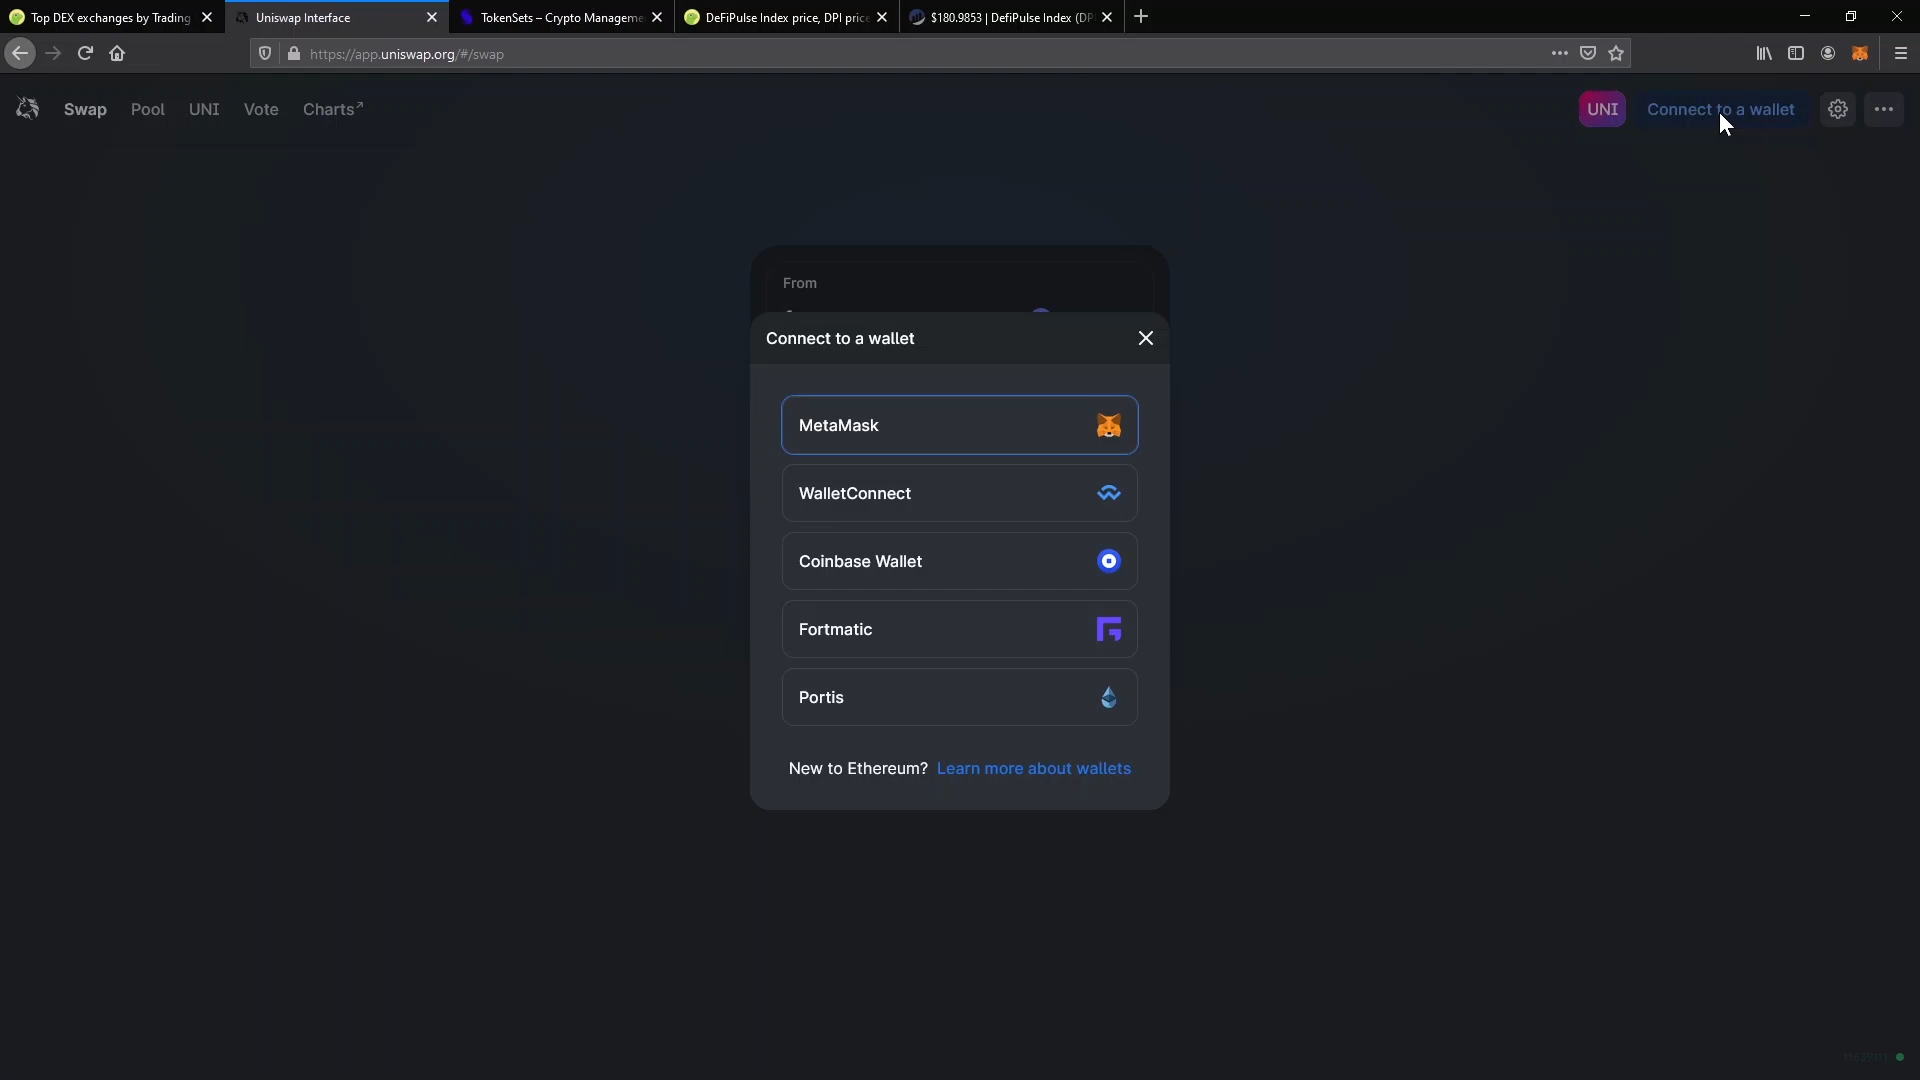 Top DEX exchanges by Trading
Uniswap Interface
TokenSets – Crypto Manageme
DeFiPulse Index price, DPI price
$180.9853 | DefiPulse Index (DP
https://app.uniswap.org/#/swap
Swap
Pool
UNI
Vote
Charts↗
UNI
Connect to a wallet
From
Connect to a wallet
MetaMask
WalletConnect
Coinbase Wallet
Fortmatic
Portis
New to Ethereum? Learn more about wallets